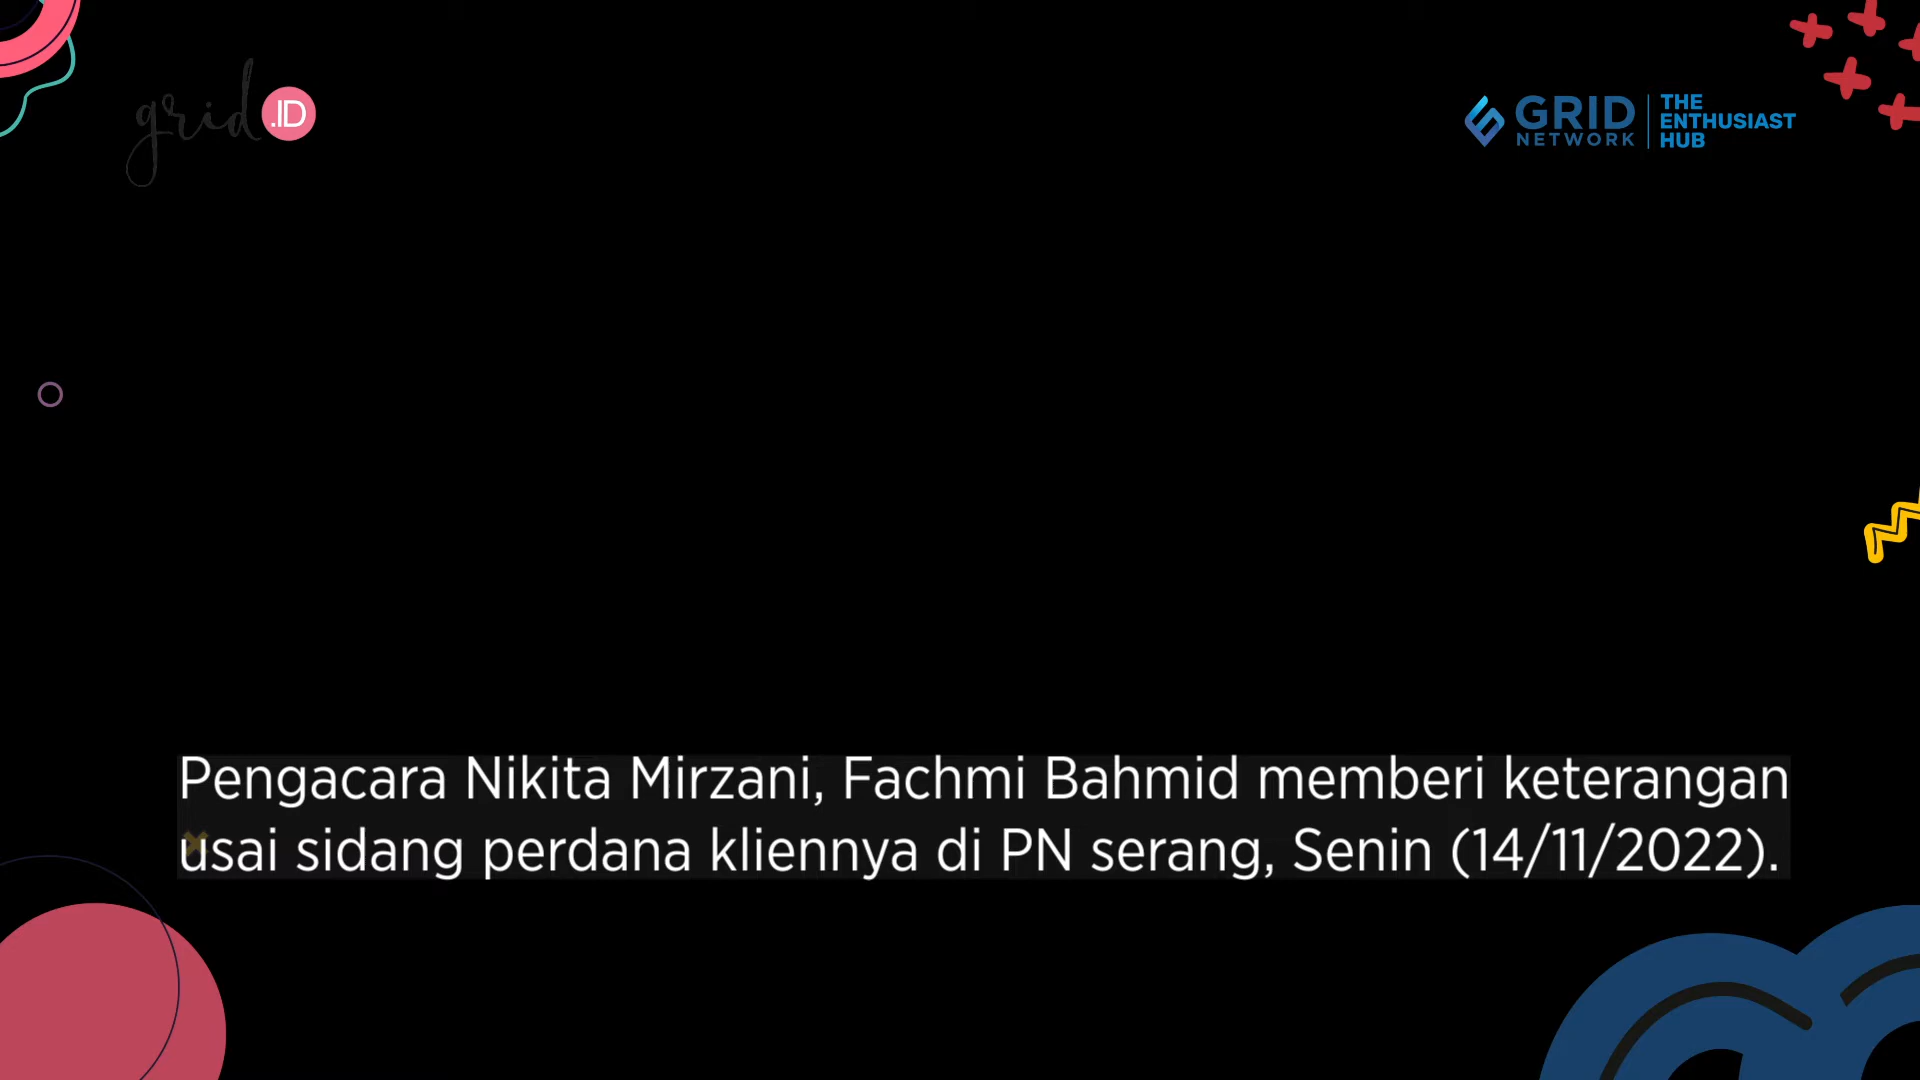 grid.ID
GRID NETWORK
THE ENTHUSIAST HUB
Pengacara Nikita Mirzani, Fachmi Bahmid memberi keterangan
usai sidang perdana kliennya di PN serang, Senin (14/11/2022).